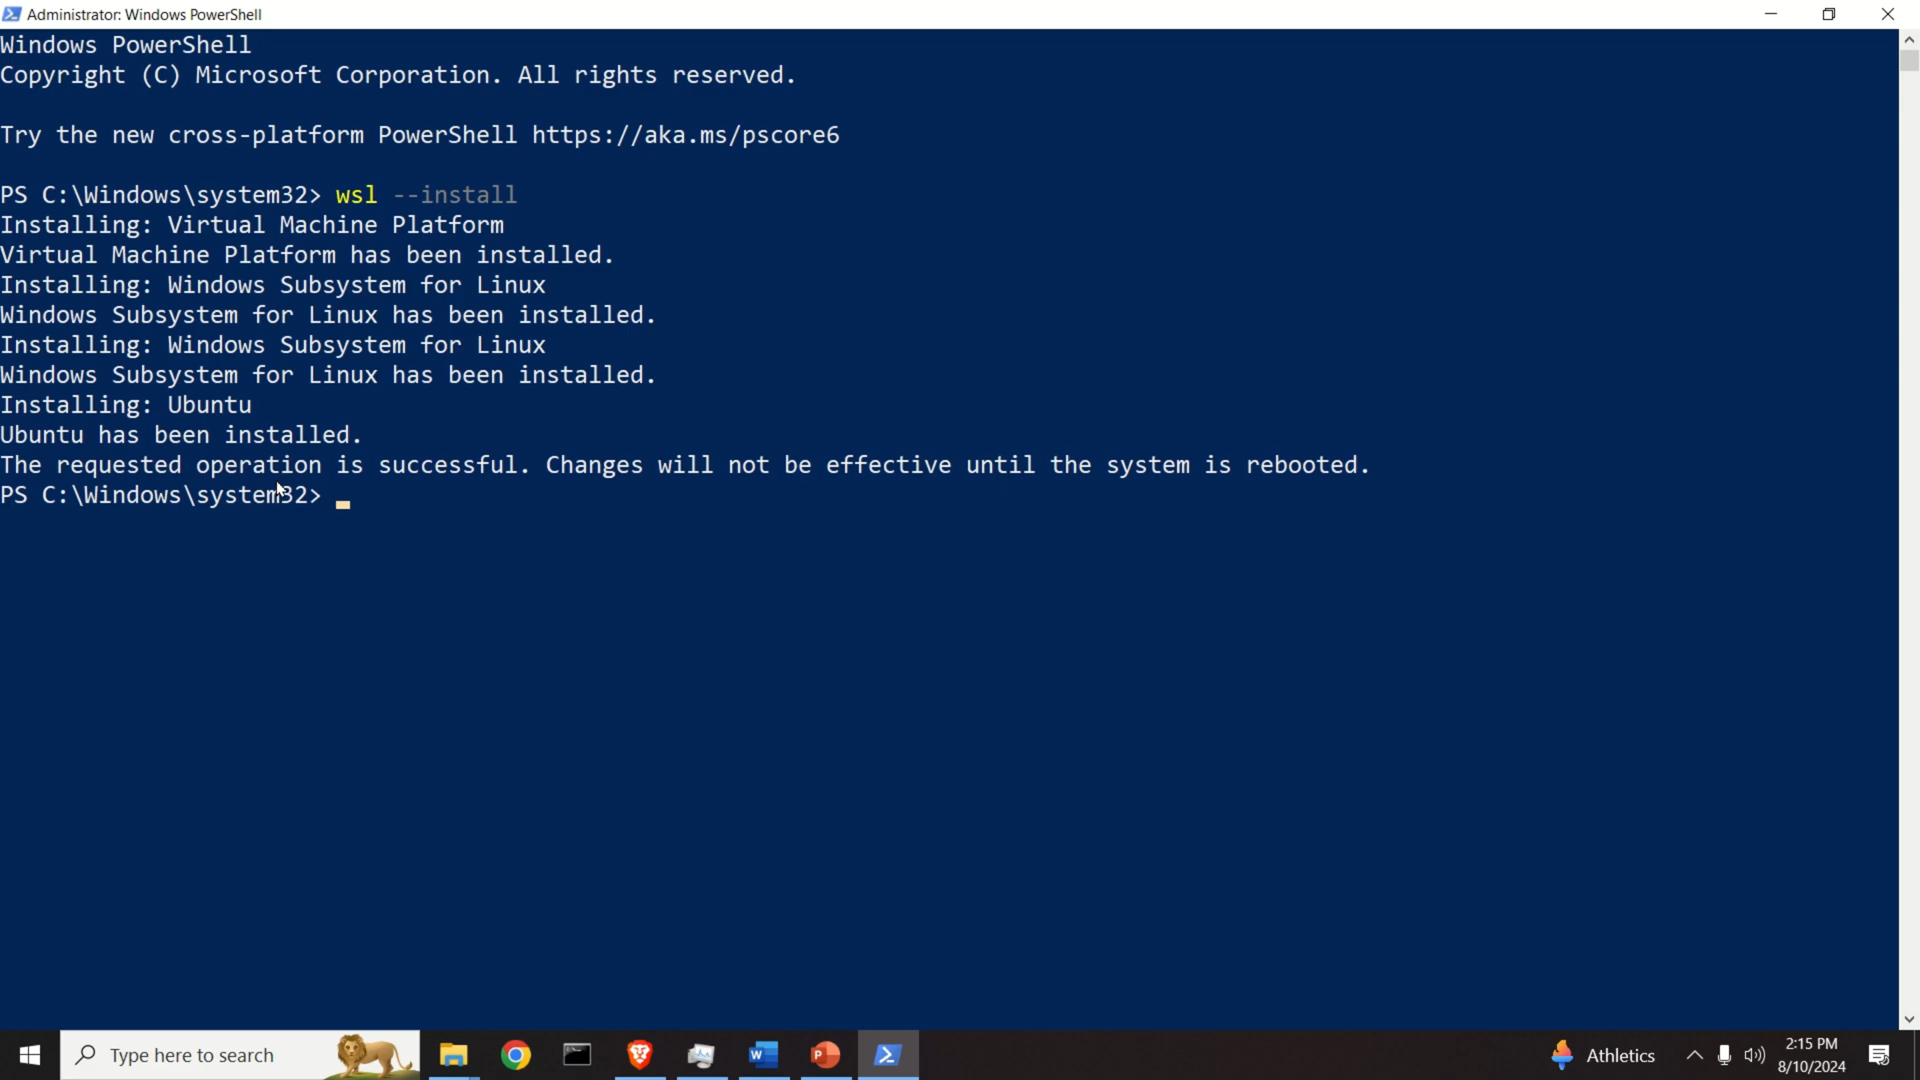 Administrator: Windows PowerShell
Windows PowerShell
Copyright (C) Microsoft Corporation. All rights reserved.
Try the new cross-platform PowerShell https://aka.ms/pscore6
PS C:\Windows\system32> wsl --install
Installing: Virtual Machine Platform
Virtual Machine Platform has been installed.
Installing: Windows Subsystem for Linux
Windows Subsystem for Linux has been installed.
Installing: Windows Subsystem for Linux
Windows Subsystem for Linux has been installed.
Installing: Ubuntu
Ubuntu has been installed.
The requested operation is successful. Changes will not be effective until the system is rebooted.
PS C:\Windows\system32>
Type here to search
Athletics
2:15 PM
8/10/2024